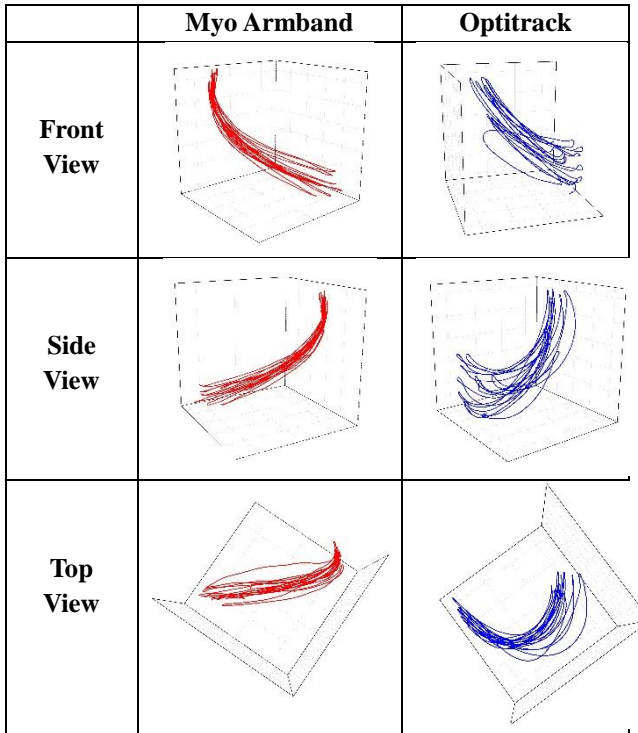 Myo Armband
Optitrack
Front
View
Side
View
Top
View